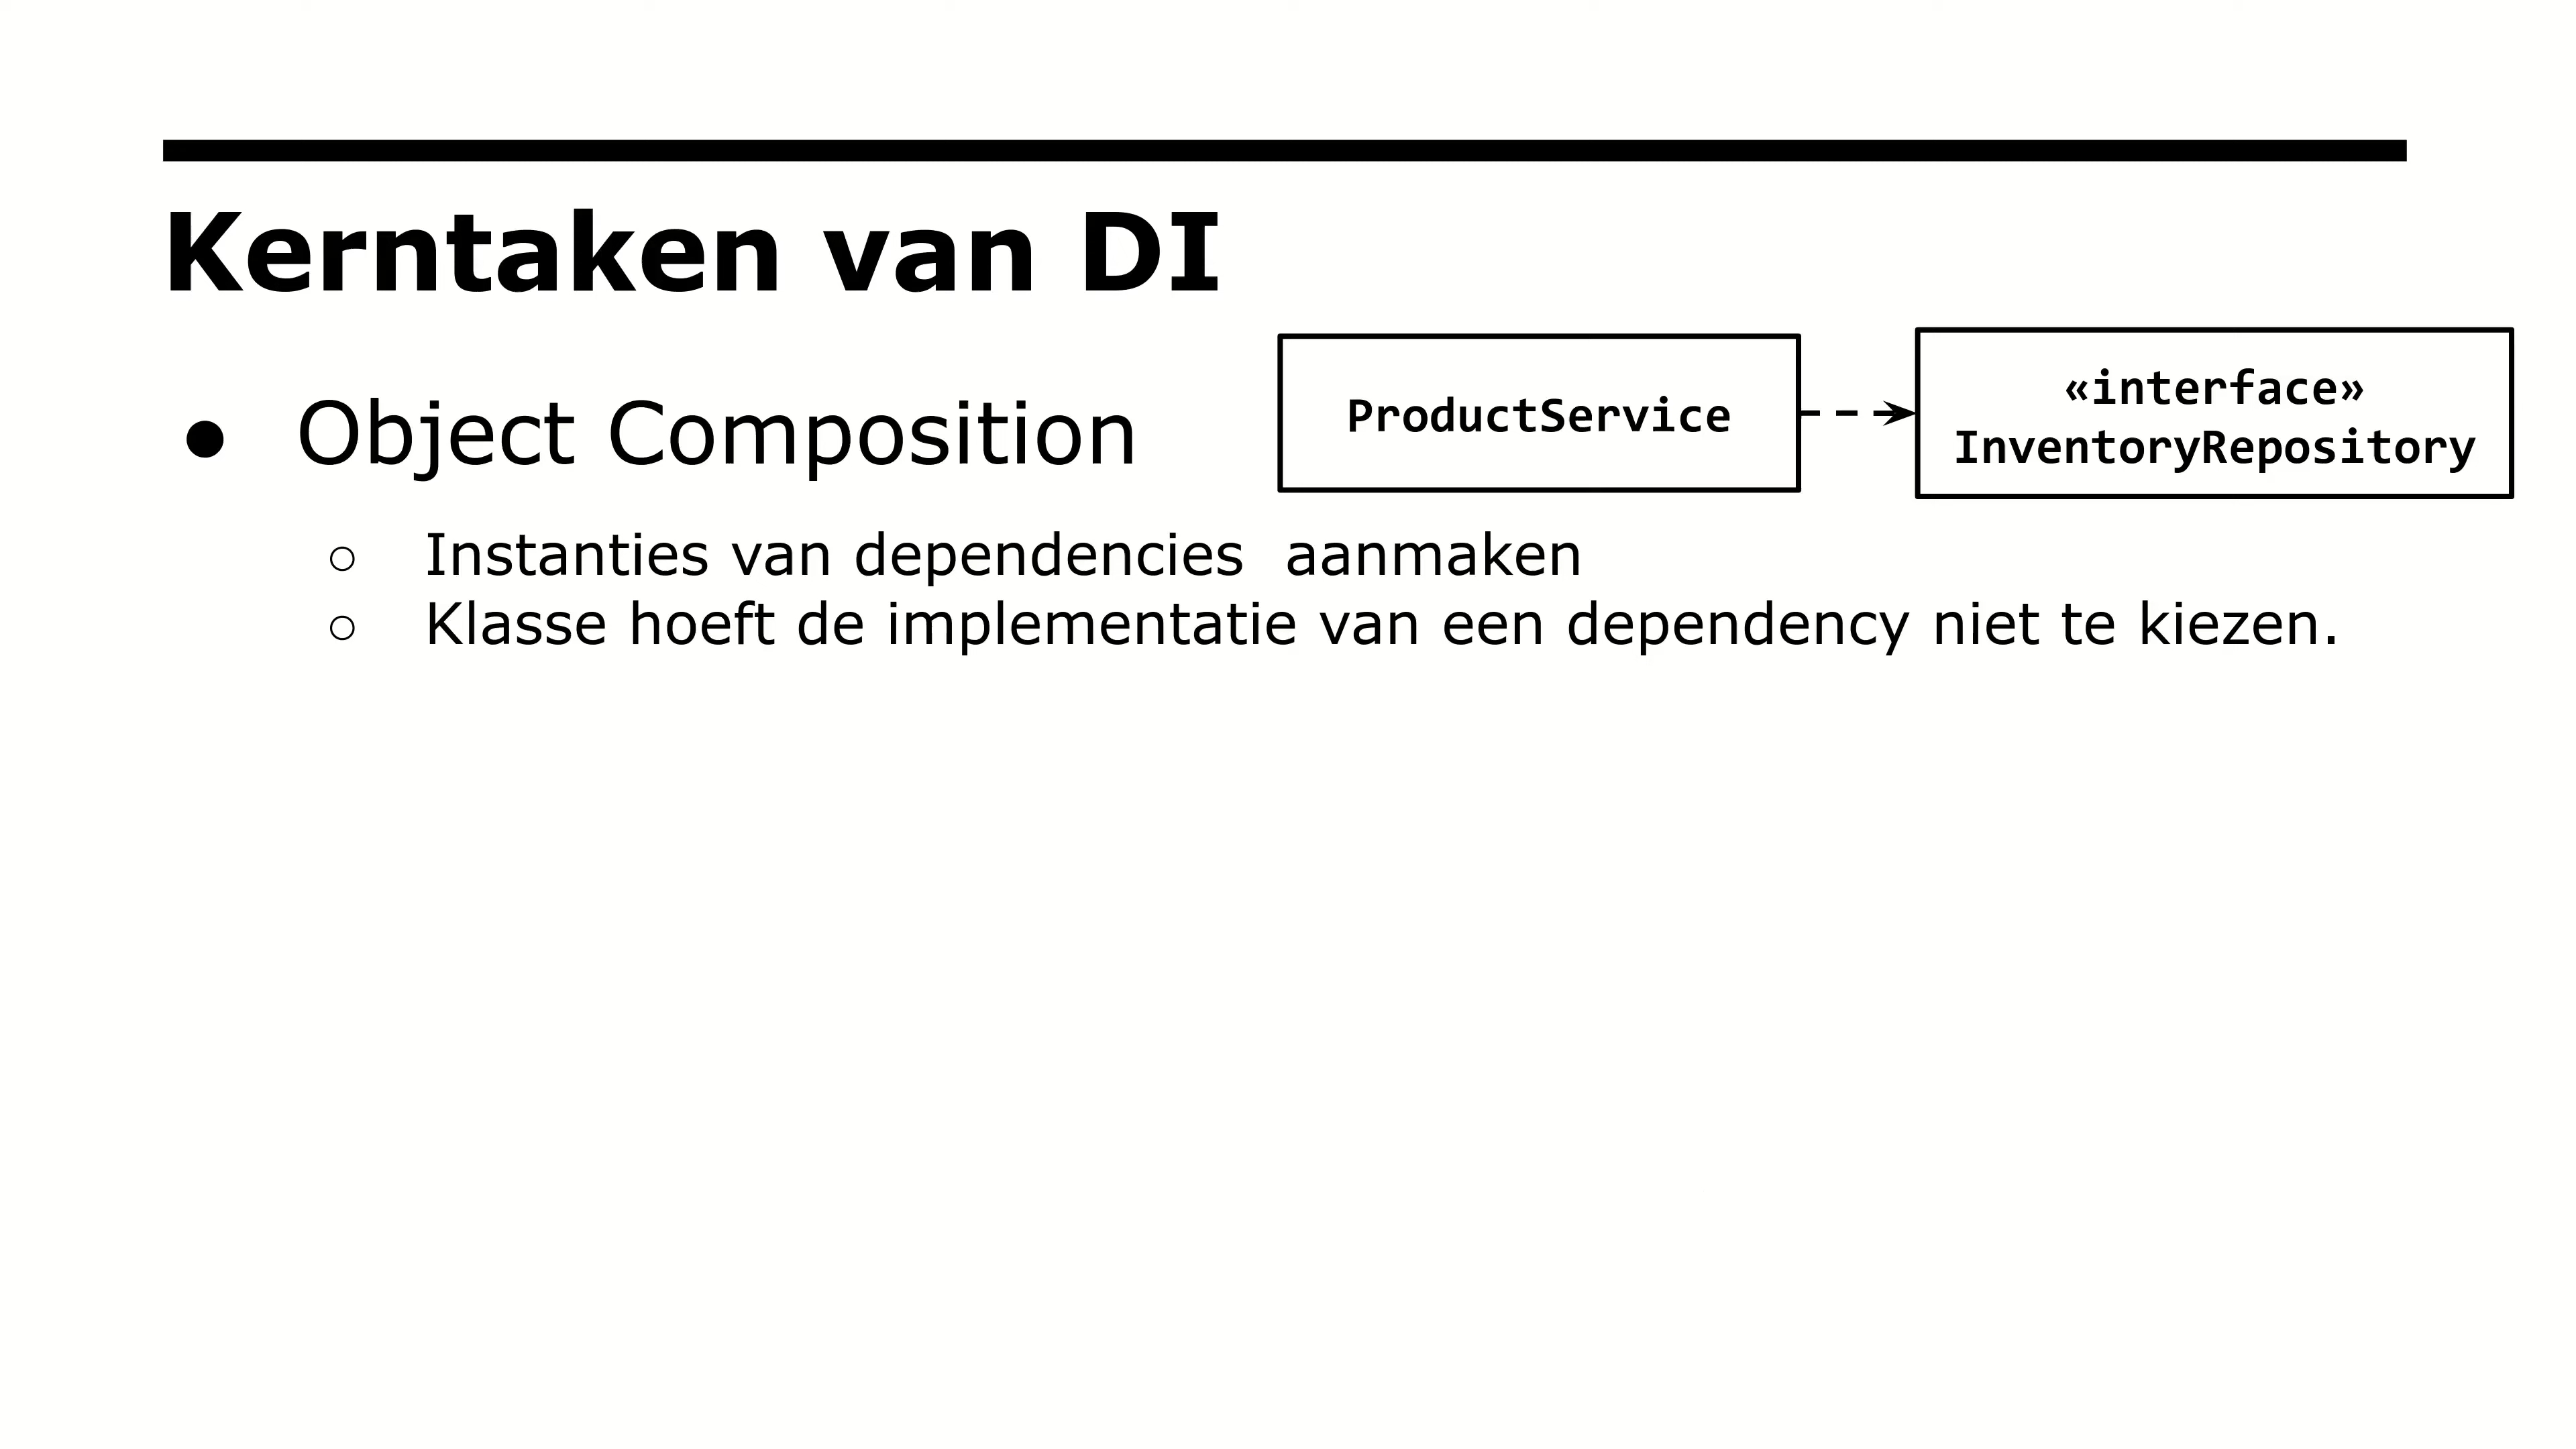 Kerntaken van DI
● Object Composition
ProductService
«interface»
InventoryRepository
○ Instanties van dependencies  aanmaken
○ Klasse hoeft de implementatie van een dependency niet te kiezen.